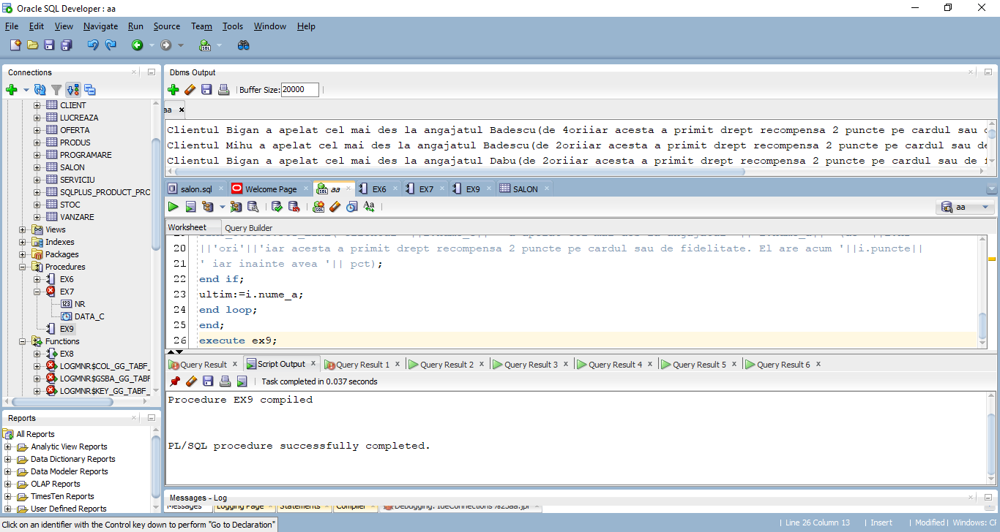 Oracle SQL Developer : aa
File Edit View Navigate Run Source Team Tools Window Help
Connections
CLIENT
LUCREAZA
OFERTA
PRODUS
PROGRAMARE
SALON
SERVICIU
SQLPLUS_PRODUCT_PRO
STOC
VANZARE
Views
Indexes
Packages
Procedures
EX6
EX7
NR
DATA_C
EX9
Functions
EX8
LOGMNR$COL_GG_TABF_
LOGMNR$GSBA_GG_TABF
LOGMNR$KEY_GG_TABF_
Reports
All Reports
Analytic View Reports
Data Dictionary Reports
Data Modeler Reports
OLAP Reports
TimesTen Reports
User Defined Reports
Dbms Output
Buffer Size: 20000
aa
Clientul Bigan a apelat cel mai des la angajatul Badescu(de 4oriiar acesta a primit drept recompensa 2 puncte pe cardul sau
Clientul Mihu a apelat cel mai des la angajatul Badescu(de 2oriiar acesta a primit drept recompensa 2 puncte pe cardul sau de
Clientul Bigan a apelat cel mai des la angajatul Dabu(de 2oriiar acesta a primit drept recompensa 2 puncte pe cardul sau de
salon.sql Welcome Page aa EX6 EX7 EX9 SALON
aa
Worksheet Query Builder
20 ||'ori'||'iar acesta a primit drept recompensa 2 puncte pe cardul sau de fidelitate. El are acum '||i.puncte||
21 ' iar inainte avea '|| pct);
22 end if;
23 ultim:=i.nume_a;
24 end loop;
25 end;
26 execute ex9;
Query Result Script Output Query Result 1 Query Result 2 Query Result 3 Query Result 4 Query Result 5 Query Result 6
Task completed in 0.037 seconds
Procedure EX9 compiled
PL/SQL procedure successfully completed.
Messages - Log
Messages Logging Page Statements Compiler Debugging: IdeConnections%23aa.jpr
Click on an identifier with the Control key down to perform "Go to Declaration"
Line 26 Column 13 Insert Modified Windows: CR